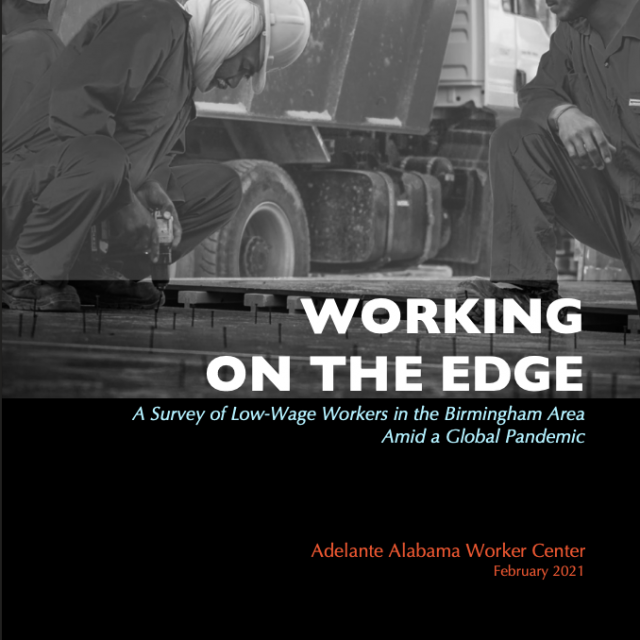 WORKING
ON THE EDGE
A Survey of Low-Wage Workers in the Birmingham Area
Amid a Global Pandemic
Adelante Alabama Worker Center
February 2021